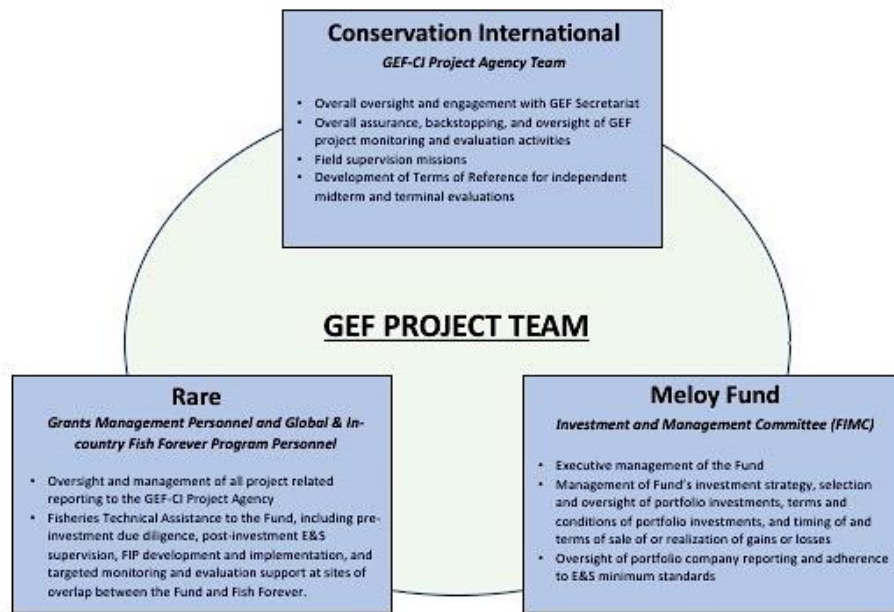 Conservation International
GEF-CI Project Agency Team
• Overall oversight and engagement with GEF Secretariat
• Overall assurance, backstopping, and oversight of GEF
project monitoring and evaluation activities
• Field supervision missions
• Development of Terms of Reference for independent
midterm and terminal evaluations
GEF PROJECT TEAM
Rare
Grants Management Personnel and Global & In-
country Fish Forever Program Personnel
• Oversight and management of all project related
reporting to the GEF-CI Project Agency
• Fisheries Technical Assistance to the Fund, including pre-
investment due diligence, post-investment E&S
supervision, FIP development and implementation, and
targeted monitoring and evaluation support at sites of
overlap between the Fund and Fish Forever.
Meloy Fund
Investment and Management Committee (FIMC)
• Executive management of the Fund
• Management of Fund's investment strategy, selection
and oversight of portfolio investments, terms and
conditions of portfolio investments, and timing of and
terms of sale of or realization of gains or losses
• Oversight of portfolio company reporting and adherence
to E&S minimum standards